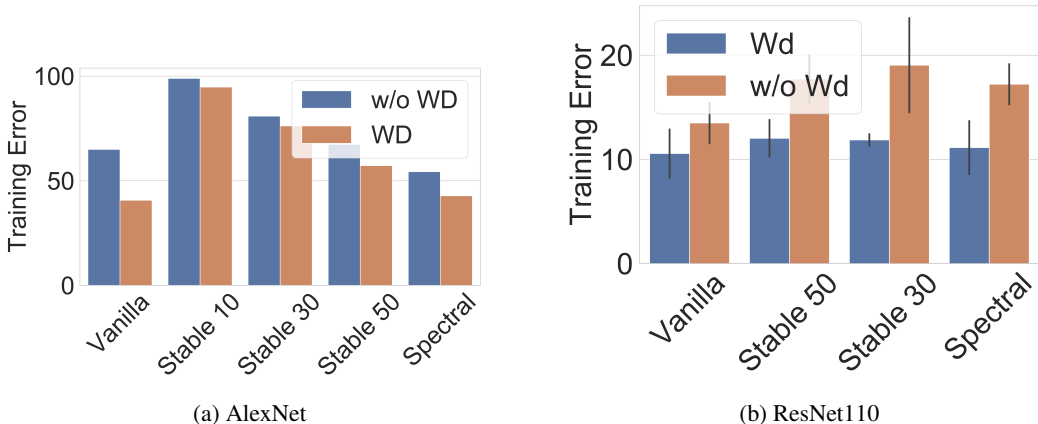 Training Error
100
50
0
w/o WD
WD
Vanilla
Stable 10
Stable 30
Stable 50
Spectral
(a) AlexNet
Training Error
20
10
0
Wd
w/o Wd
Vanilla
Stable 50
Stable 30
Spectral
(b) ResNet110